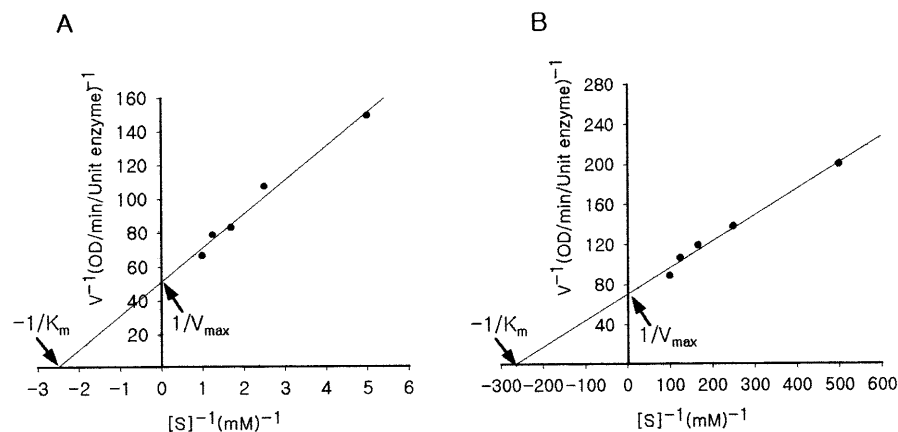 A
V⁻¹(OD/min/Unit enzyme)⁻¹
160
140
120
100
80
60
40
20
-1/Kₘ
1/Vₘₐₓ
-3 -2 -1 0 1 2 3 4 5 6
[S]⁻¹(mM)⁻¹
B
V⁻¹(OD/min/Unit enzyme)⁻¹
280
240
200
160
120
80
40
-1/Kₘ
1/Vₘₐₓ
-300 -200 -100 0 100 200 300 400 500 600
[S]⁻¹(mM)⁻¹